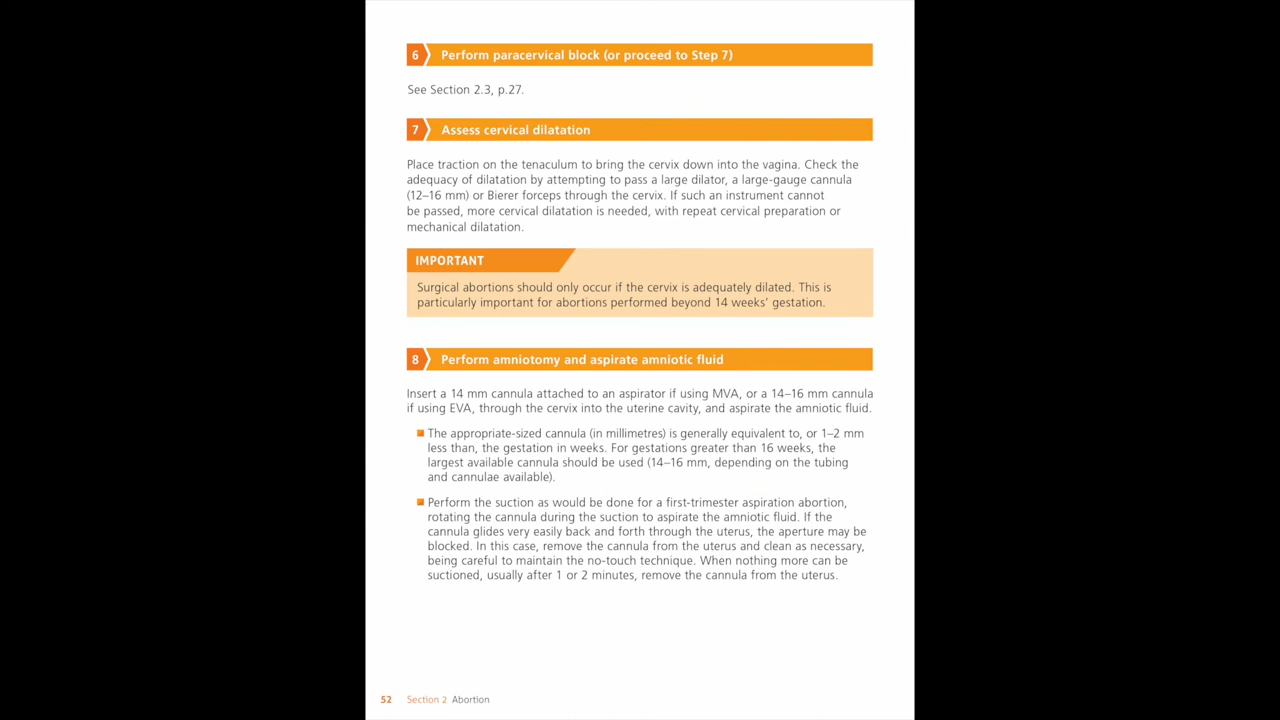 6 Perform paracervical block (or proceed to Step 7)
See Section 2.3, p.27.
7 Assess cervical dilatation
Place traction on the tenaculum to bring the cervix down into the vagina. Check the
adequacy of dilatation by attempting to pass a large dilator, a large-gauge cannula
(12–16 mm) or Bierer forceps through the cervix. If such an instrument cannot
be passed, more cervical dilatation is needed, with repeat cervical preparation or
mechanical dilatation.
IMPORTANT
Surgical abortions should only occur if the cervix is adequately dilated. This is
particularly important for abortions performed beyond 14 weeks’ gestation.
8 Perform amniotomy and aspirate amniotic fluid
Insert a 14 mm cannula attached to an aspirator if using MVA, or a 14–16 mm cannula
if using EVA, through the cervix into the uterine cavity, and aspirate the amniotic fluid.
The appropriate-sized cannula (in millimetres) is generally equivalent to, or 1–2 mm
less than, the gestation in weeks. For gestations greater than 16 weeks, the
largest available cannula should be used (14–16 mm, depending on the tubing
and cannulae available).
Perform the suction as would be done for a first-trimester aspiration abortion,
rotating the cannula during the suction to aspirate the amniotic fluid. If the
cannula glides very easily back and forth through the uterus, the aperture may be
blocked. In this case, remove the cannula from the uterus and clean as necessary,
being careful to maintain the no-touch technique. When nothing more can be
suctioned, usually after 1 or 2 minutes, remove the cannula from the uterus.
52 Section 2 Abortion